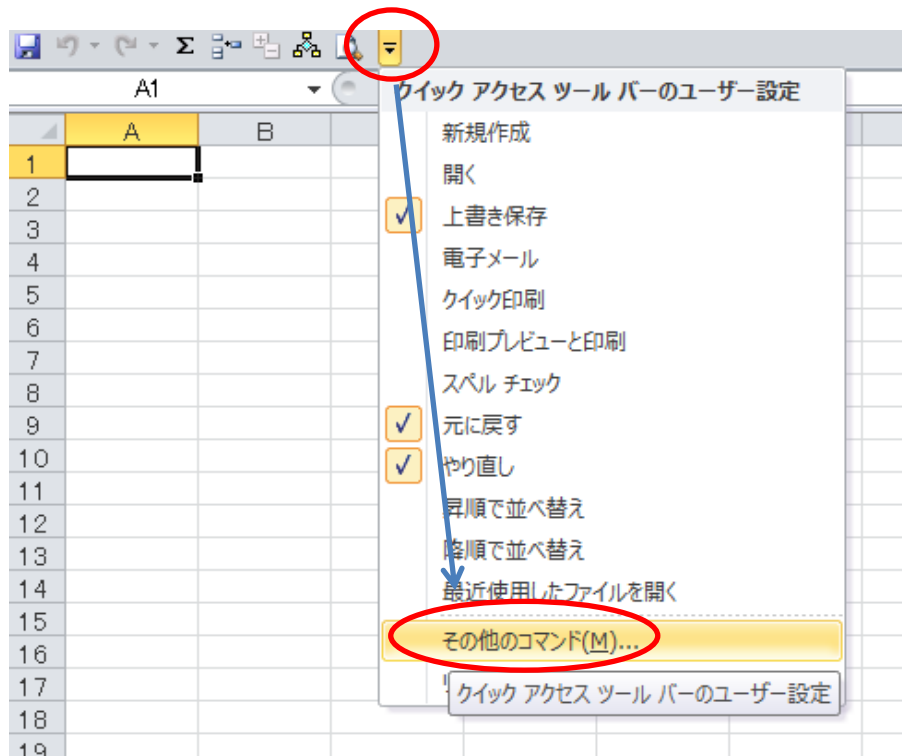 Σ
A1
クイック アクセス ツール バーのユーザー設定
A B
新規作成
1
開く
2
上書き保存
3
電子メール
4
クイック印刷
5
印刷プレビューと印刷
6
7
スペル チェック
8
元に戻す
9
やり直し
10
11
昇順で並べ替え
12
降順で並べ替え
13
最近使用したファイルを開く
14
15
その他のコマンド(M)...
16
17
クイック アクセス ツール バーのユーザー設定
18
19